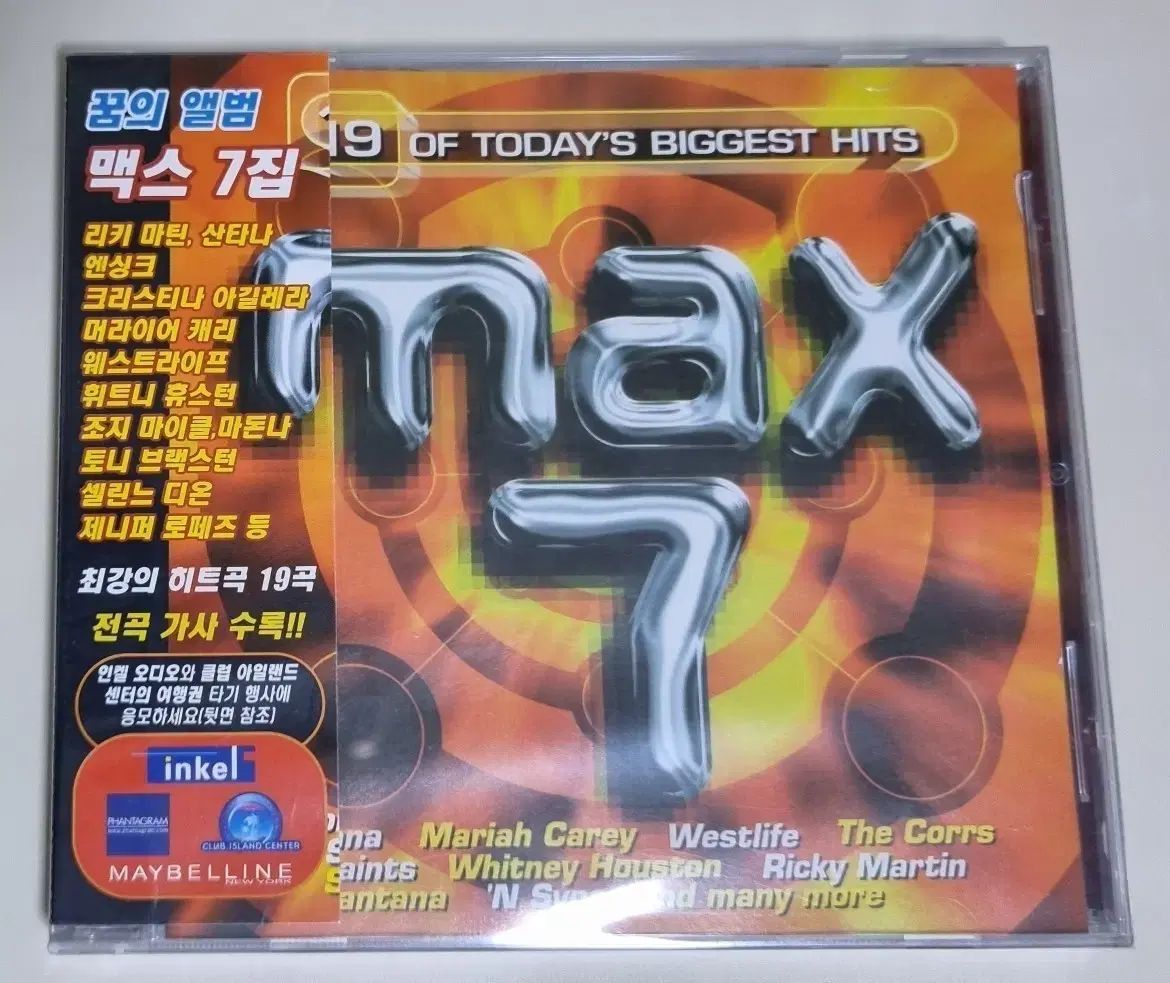 꿈의 앨범
맥스 7집
리키 마틴, 산타나
엔싱크
크리스티나 아길레라
머라이어 캐리
웨스트라이프
휘트니 휴스턴
조지 마이클,마돈나
토니 브랙스턴
셀린느 디온
제니퍼 로페즈 등
최강의 히트곡 19곡
전곡 가사 수록!!
인켈 오디오와 클럽 아일랜드
센터의 여행권 타기 행사에
응모하세요(뒷면 참조)
inkel
PHANTAGRAM
CLUB ISLAND CENTER
MAYBELLINE
NEW YORK
19 OF TODAY'S BIGGEST HITS
max
7
Mariah Carey Westlife The Corrs
aints Whitney Houston Ricky Martin
antana 'N and many more